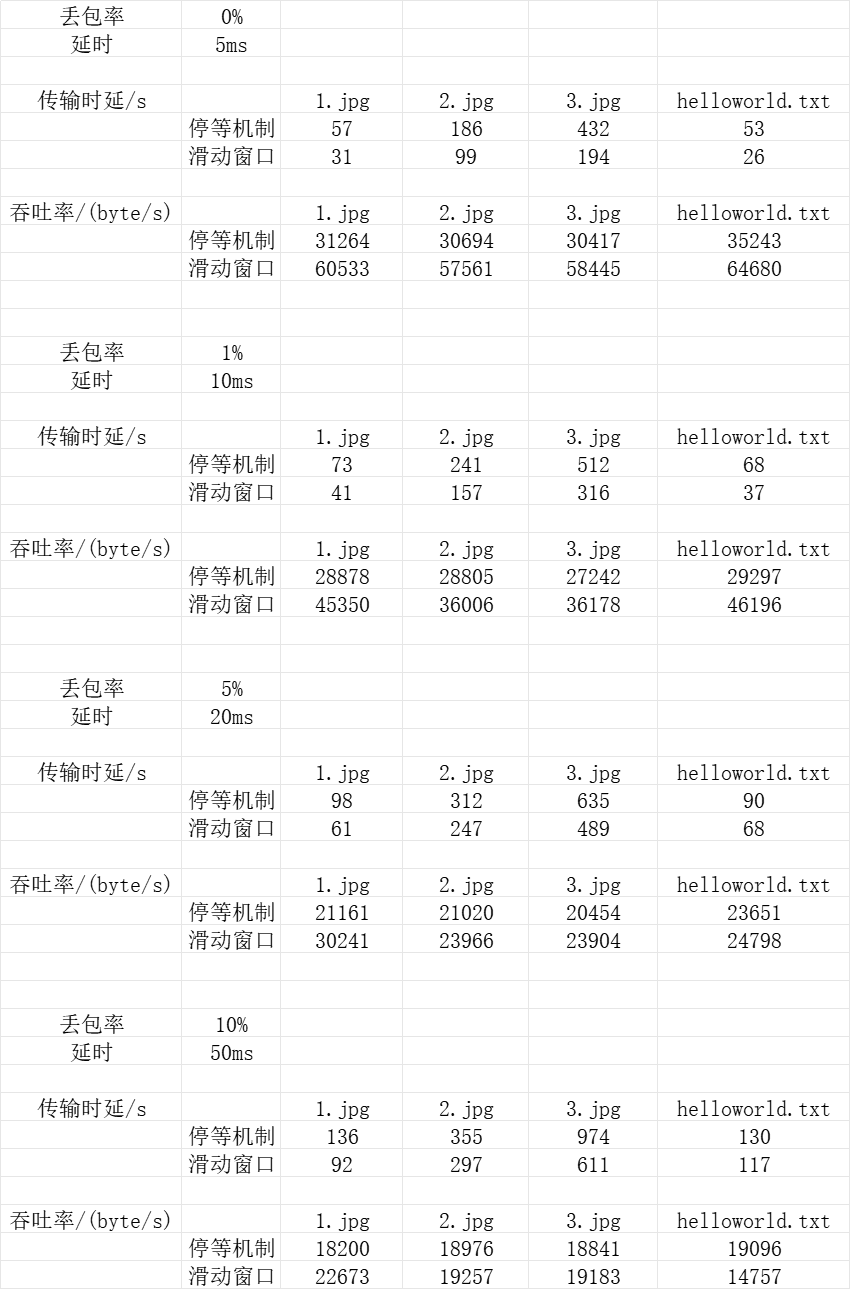 丢包率 0%
延时 5ms
传输时延/s 1.jpg 2.jpg 3.jpg helloworld.txt
停等机制 57 186 432 53
滑动窗口 31 99 194 26
吞吐率/(byte/s) 1.jpg 2.jpg 3.jpg helloworld.txt
停等机制 31264 30694 30417 35243
滑动窗口 60533 57561 58445 64680
丢包率 1%
延时 10ms
传输时延/s 1.jpg 2.jpg 3.jpg helloworld.txt
停等机制 73 241 512 68
滑动窗口 41 157 316 37
吞吐率/(byte/s) 1.jpg 2.jpg 3.jpg helloworld.txt
停等机制 28878 28805 27242 29297
滑动窗口 45350 36006 36178 46196
丢包率 5%
延时 20ms
传输时延/s 1.jpg 2.jpg 3.jpg helloworld.txt
停等机制 98 312 635 90
滑动窗口 61 247 489 68
吞吐率/(byte/s) 1.jpg 2.jpg 3.jpg helloworld.txt
停等机制 21161 21020 20454 23651
滑动窗口 30241 23966 23904 24798
丢包率 10%
延时 50ms
传输时延/s 1.jpg 2.jpg 3.jpg helloworld.txt
停等机制 136 355 974 130
滑动窗口 92 297 611 117
吞吐率/(byte/s) 1.jpg 2.jpg 3.jpg helloworld.txt
停等机制 18200 18976 18841 19096
滑动窗口 22673 19257 19183 14757